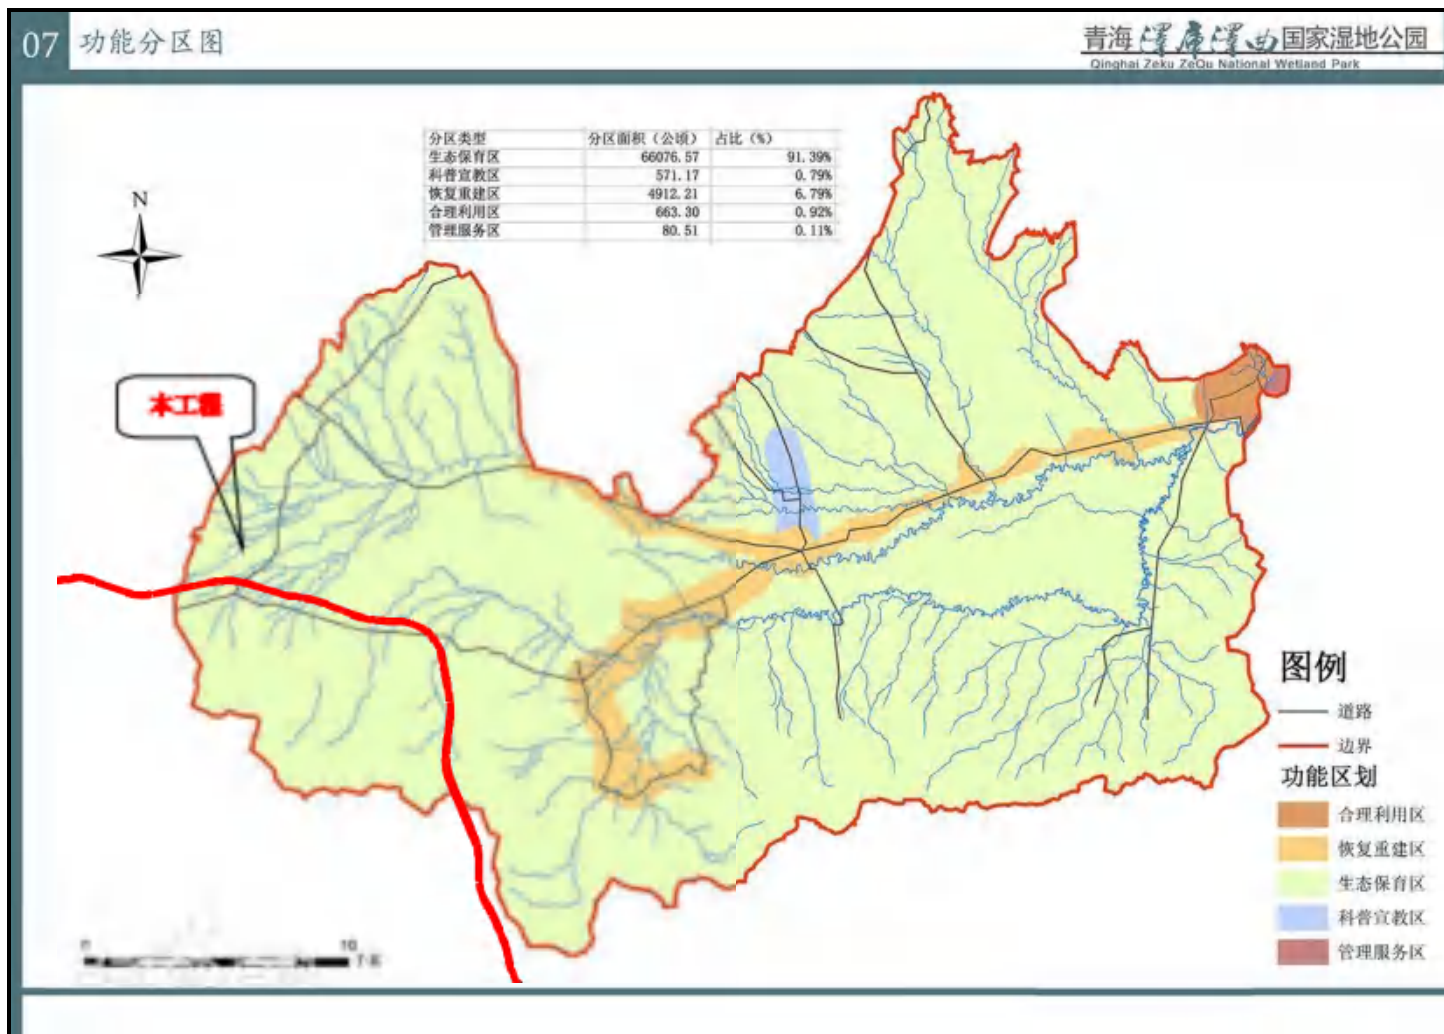 07 功能分区图
青海泽库泽曲国家湿地公园
Qinghai Zeku ZeQu National Wetland Park
分区类型 分区面积（公顷） 占比（%）
生态保育区 66076.57 91.39%
科普宣教区 571.17 0.79%
恢复重建区 4912.21 6.79%
合理利用区 663.30 0.92%
管理服务区 80.51 0.11%
N
本工程
图例
道路
边界
功能区划
合理利用区
恢复重建区
生态保育区
科普宣教区
管理服务区
0 10